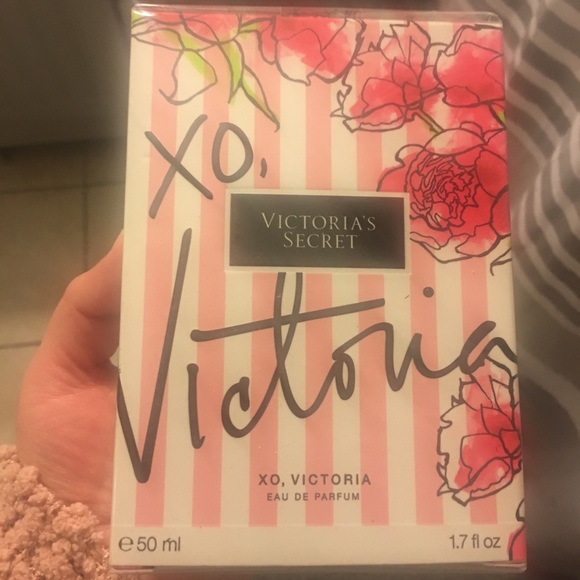 XO,
VICTORIA'S
SECRET
Victoria
XO, VICTORIA
EAU DE PARFUM
℮50 ml 1.7 fl oz